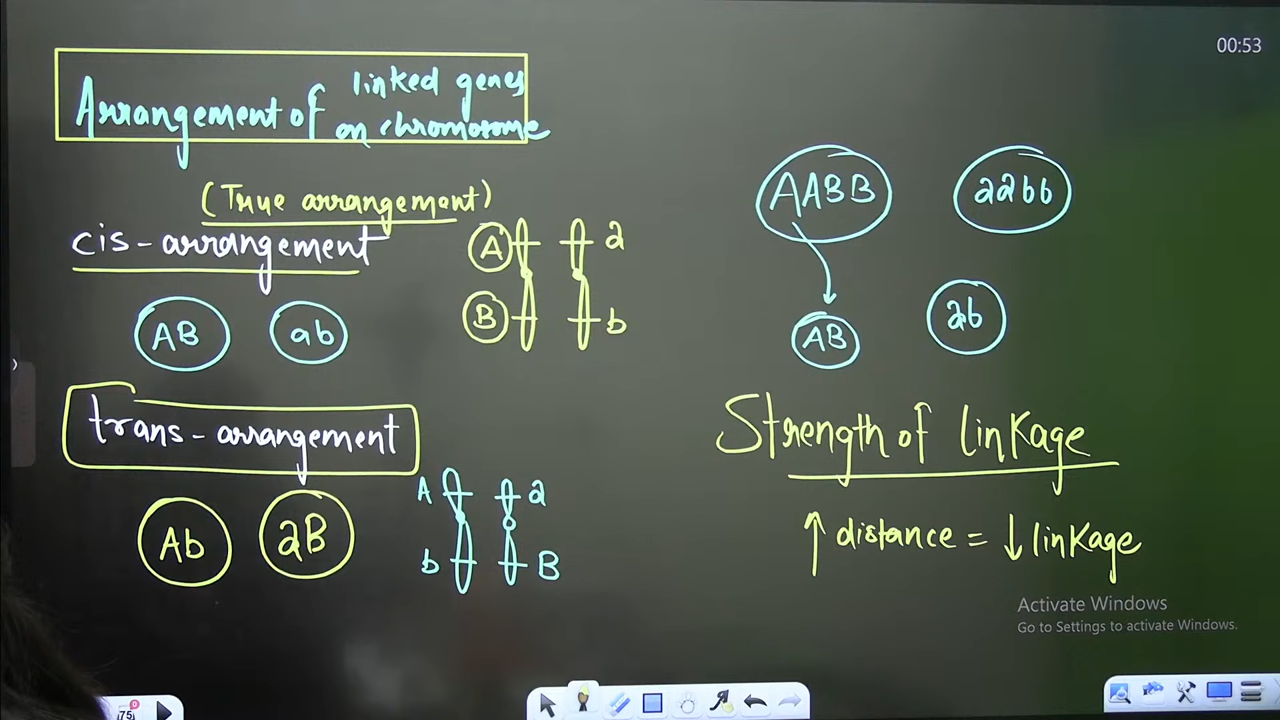 Arrangement of linked genes
on chromosome
(True arrangement)
cis-arrangement
AB ab
A a
B b
trans-arrangement
Ab aB
A a
b B
00:53
AABB aabb
AB ab
Strength of linkage
↑ distance = ↓ linkage
Activate Windows
Go to Settings to activate Windows.
75